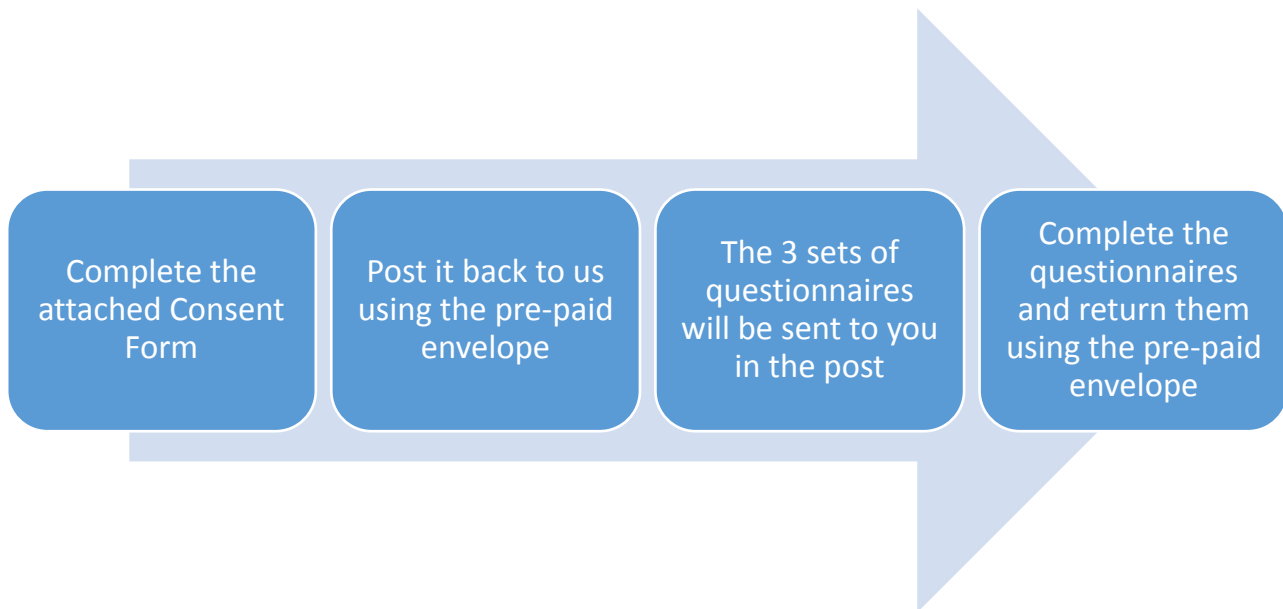 Complete the
attached Consent
Form
Post it back to us
using the pre-paid
envelope
The 3 sets of
questionnaires
will be sent to you
in the post
Complete the
questionnaires
and return them
using the pre-paid
envelope